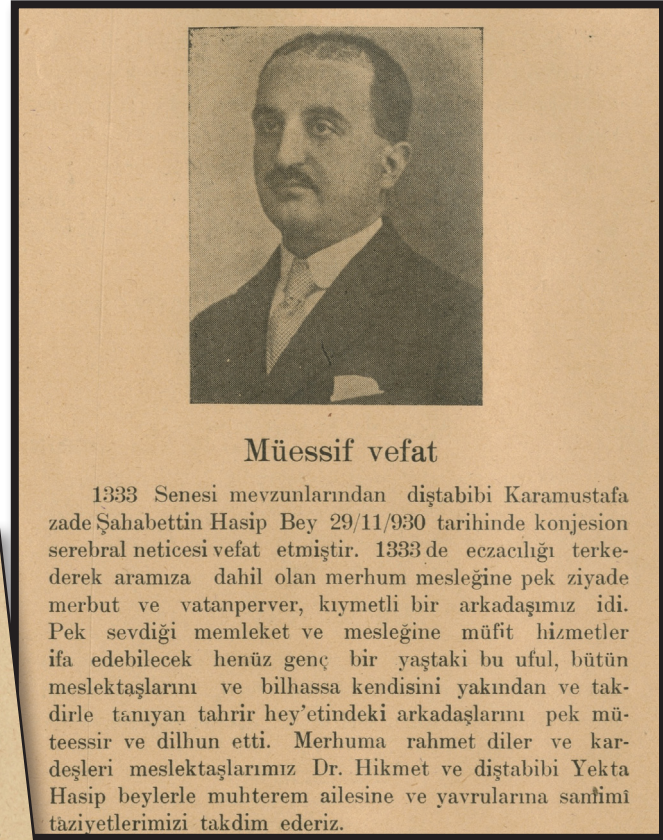 Müessif vefat
1333 Senesi mevzunlarından diştabibi Karamustafa
zade Şahabettin Hasip Bey 29/11/930 tarihinde konjesion
serebral neticesi vefat etmiştir. 1333 de eczacılığı terke-
derek aramıza dahil olan merhum mesleğine pek ziyade
merbut ve vatanperver, kıymetli bir arkadaşımız idi.
Pek sevdiği memleket ve mesleğine müfit hizmetler
ifa edebilecek henüz genç bir yaştaki bu uful, bütün
meslektaşlarını ve bilhassa kendisini yakından ve tak-
dirle tanıyan tahrir hey'etindeki arkadaşlarını pek mü-
teessir ve dilhun etti. Merhuma rahmet diler ve kar-
deşleri meslektaşlarımız Dr. Hikmet ve diştabibi Yekta
Hasip beylerle muhterem ailesine ve yavrularına samimî
taziyetlerimizi takdim ederiz.